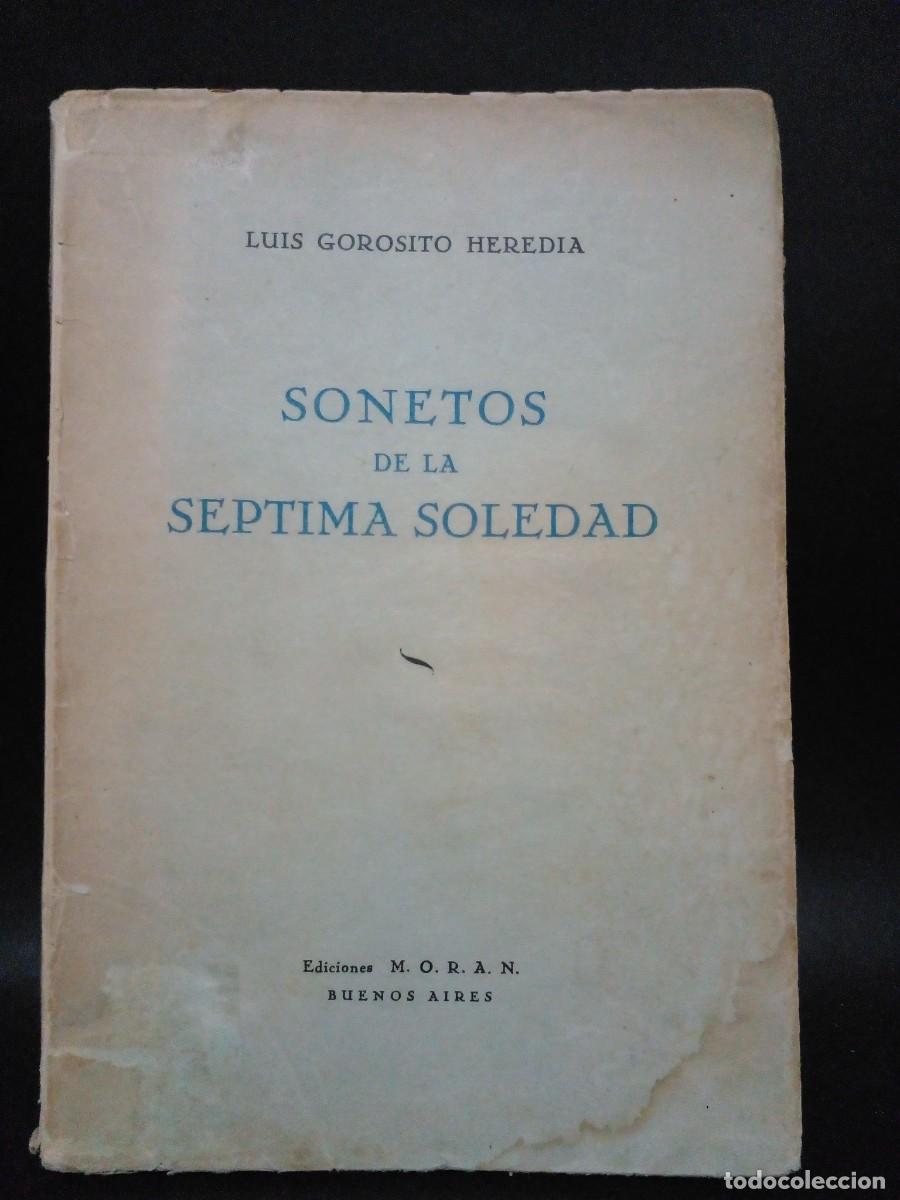 LUIS GOROSITO HEREDIA
SONETOS
DE LA
SEPTIMA SOLEDAD
Ediciones M. O. R. A. N.
BUENOS AIRES
todocoleccion